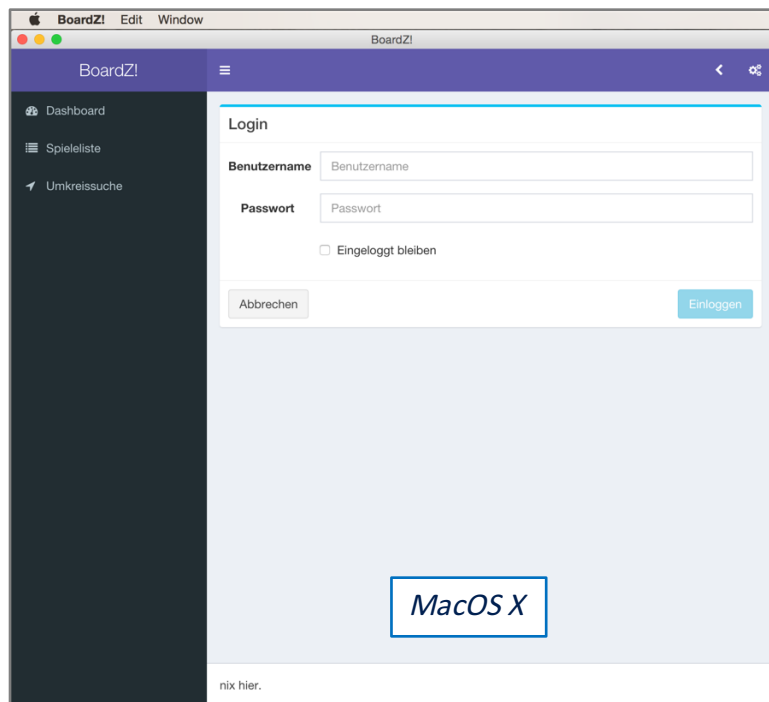 BoardZ! Edit Window
BoardZ!
BoardZ!
Dashboard
Spieleliste
Umkreissuche
Login
Benutzername Benutzername
Passwort Passwort
Eingeloggt bleiben
Abbrechen Einloggen
MacOS X
nix hier.